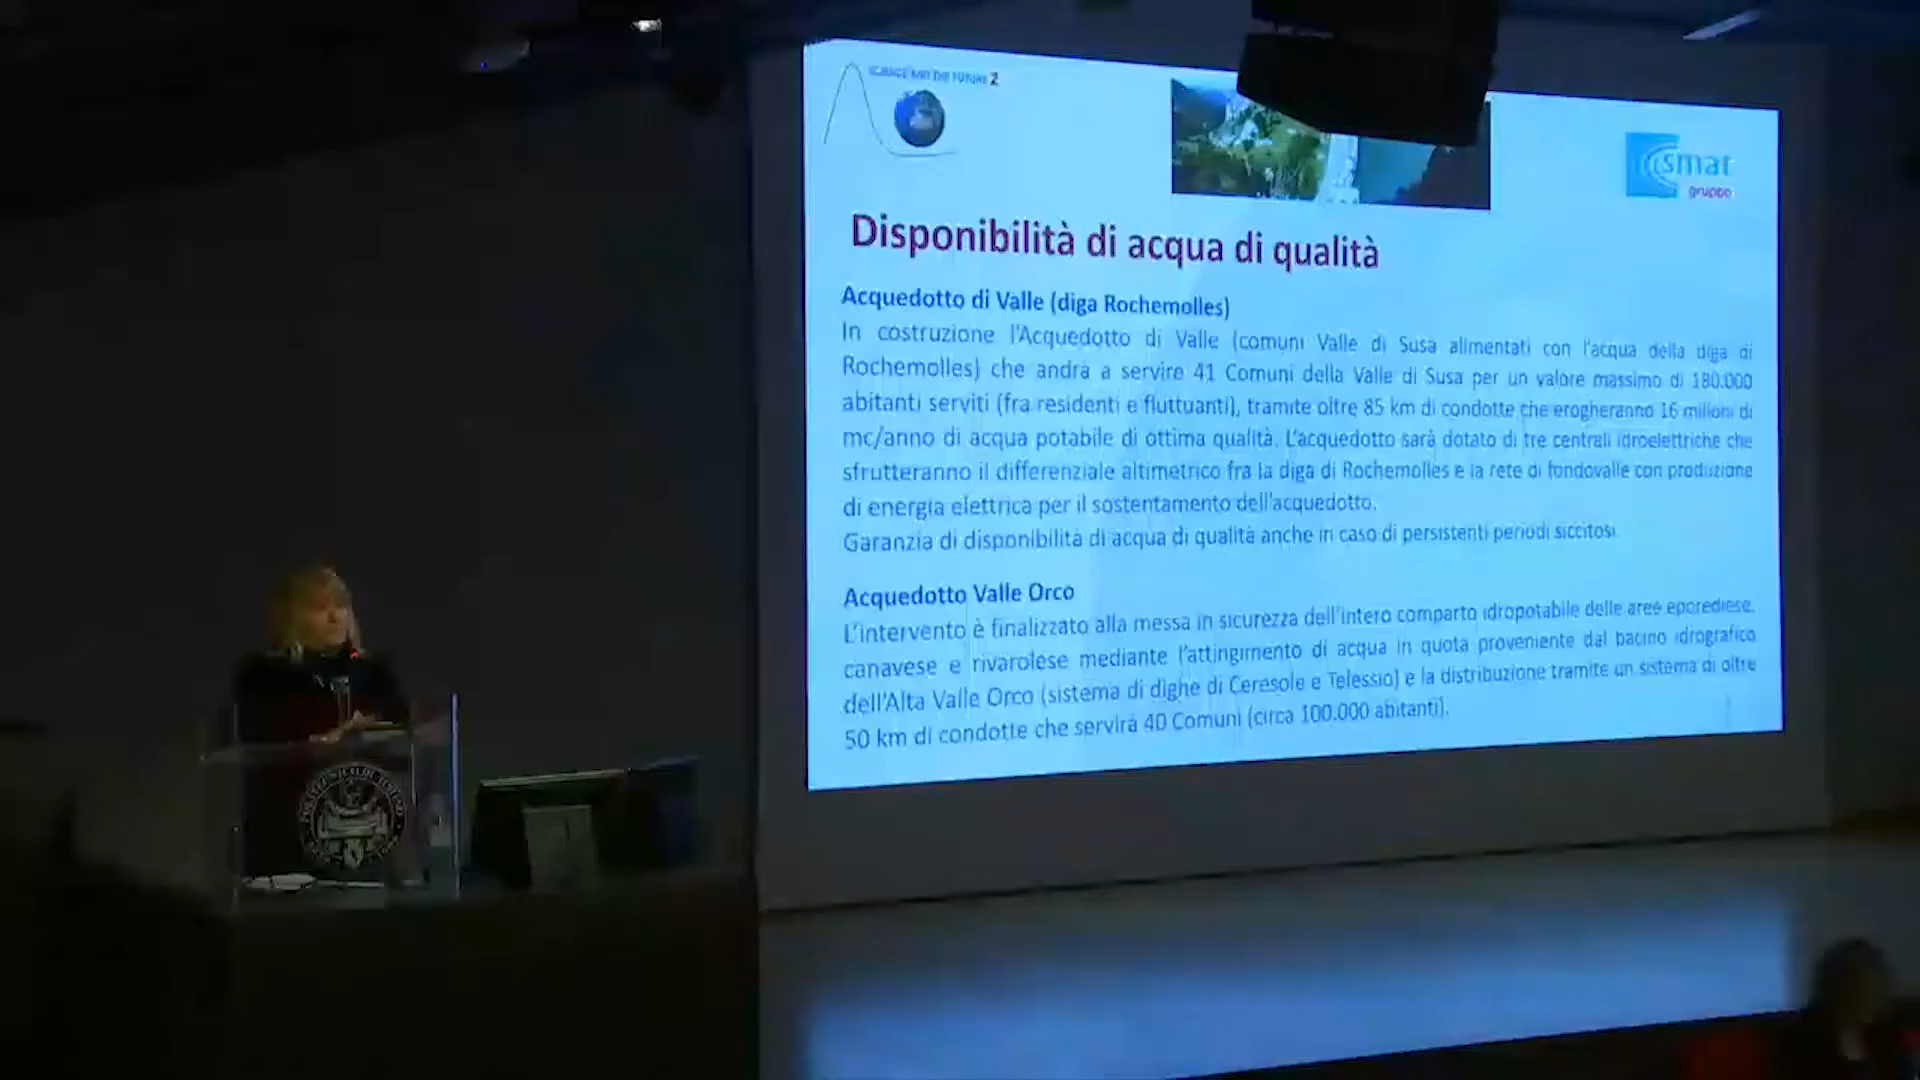 SCIENCE AND THE FUTURE 2
smat
gruppo
Disponibilità di acqua di qualità
Acquedotto di Valle (diga Rochemolles)
In costruzione l'Acquedotto di Valle (comuni Valle di Susa alimentati con l'acqua della diga di
Rochemolles) che andrà a servire 41 Comuni della Valle di Susa per un valore massimo di 180.000
abitanti serviti (fra residenti e fluttuanti), tramite oltre 85 km di condotte che erogheranno 16 milioni di
mc/anno di acqua potabile di ottima qualità. L'acquedotto sarà dotato di tre centrali idroelettriche che
sfrutteranno il differenziale altimetrico fra la diga di Rochemolles e la rete di fondovalle con produzione
di energia elettrica per il sostentamento dell'acquedotto.
Garanzia di disponibilità di acqua di qualità anche in caso di persistenti periodi siccitosi.
Acquedotto Valle Orco
L'intervento è finalizzato alla messa in sicurezza dell'intero comparto idropotabile delle aree eporediese,
canavese e rivarolese mediante l'attingimento di acqua in quota proveniente dal bacino idrografico
dell'Alta Valle Orco (sistema di dighe di Ceresole e Telessio) e la distribuzione tramite un sistema di oltre
50 km di condotte che servirà 40 Comuni (circa 100.000 abitanti).
POLITECNICO DI TORINO